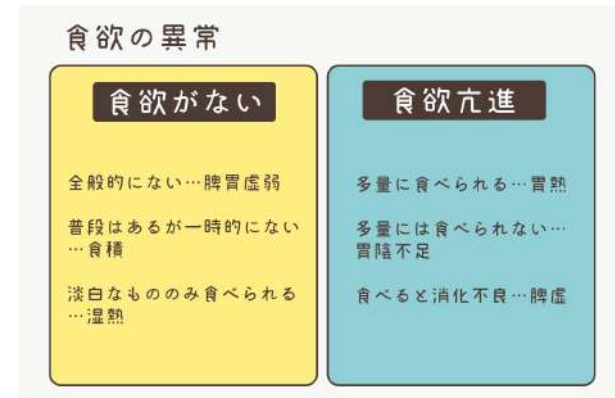 食欲の異常
食欲がない
全般的にない…脾胃虚弱
普段はあるが一時的にない
…食積
淡白なもののみ食べられる
…湿熱
食欲亢進
多量に食べられる…胃熱
多量には食べられない…
胃陰不足
食べると消化不良…脾虚